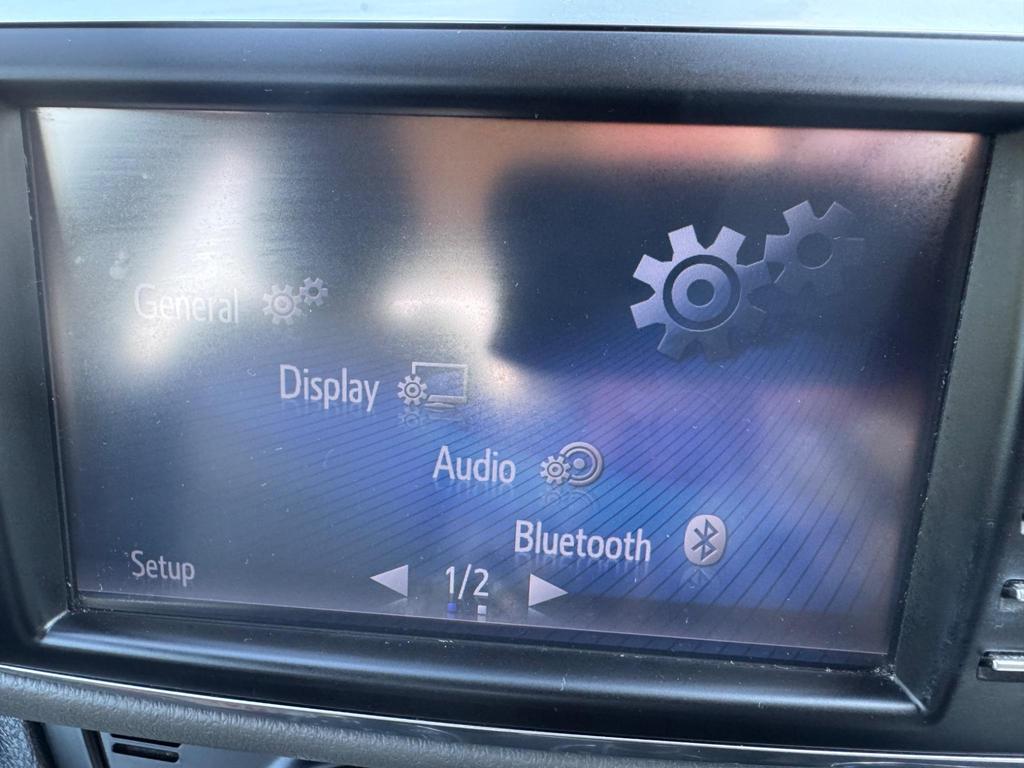 General
Display
Audio
Bluetooth
Setup
1/2